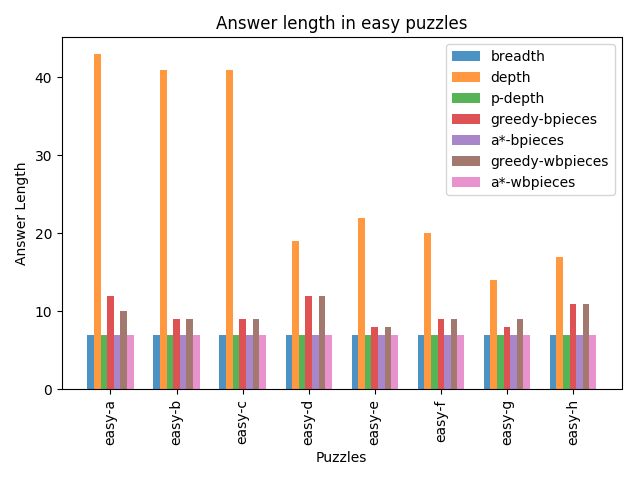 Answer length in easy puzzles
breadth
depth
p-depth
greedy-bpieces
a*-bpieces
greedy-wbpieces
a*-wbpieces
Answer Length
40
30
20
10
0
easy-a
easy-b
easy-c
easy-d
easy-e
easy-f
easy-g
easy-h
Puzzles